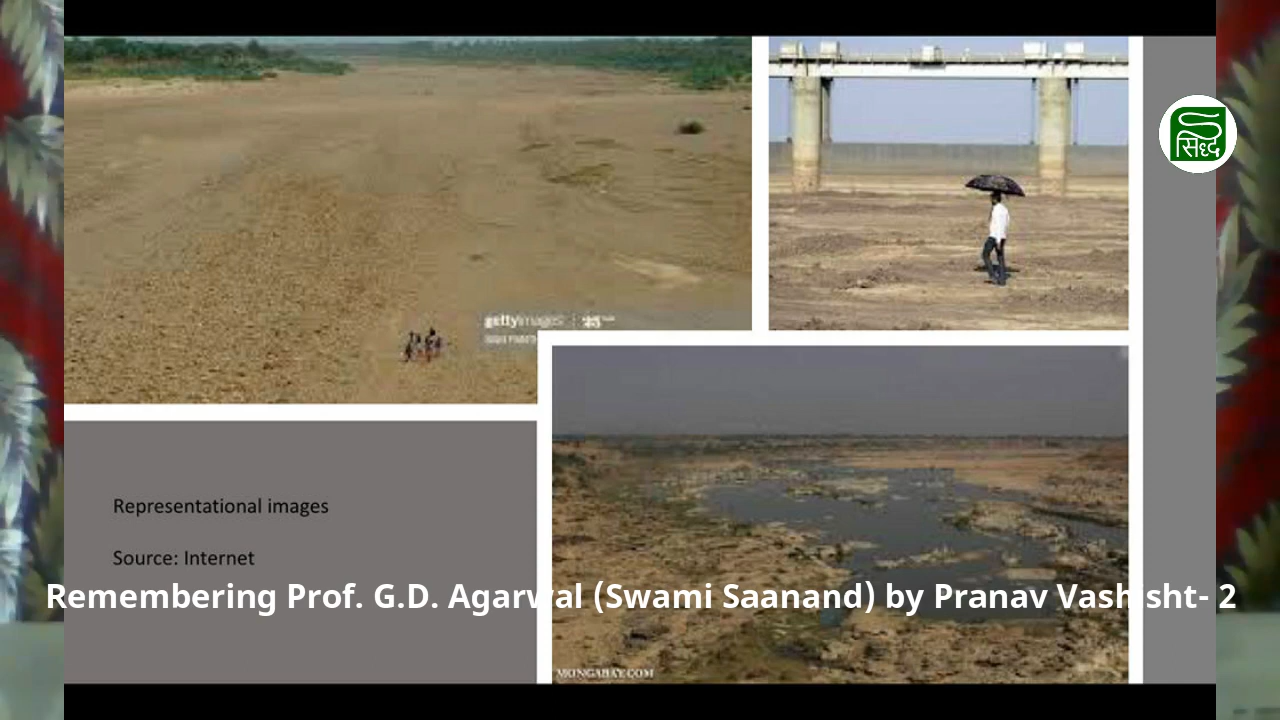 सिध्द
gettyimages
Representational images
Source: Internet
Remembering Prof. G.D. Agarwal (Swami Saanand) by Pranav Vashisht- 2
MONGABAY.COM